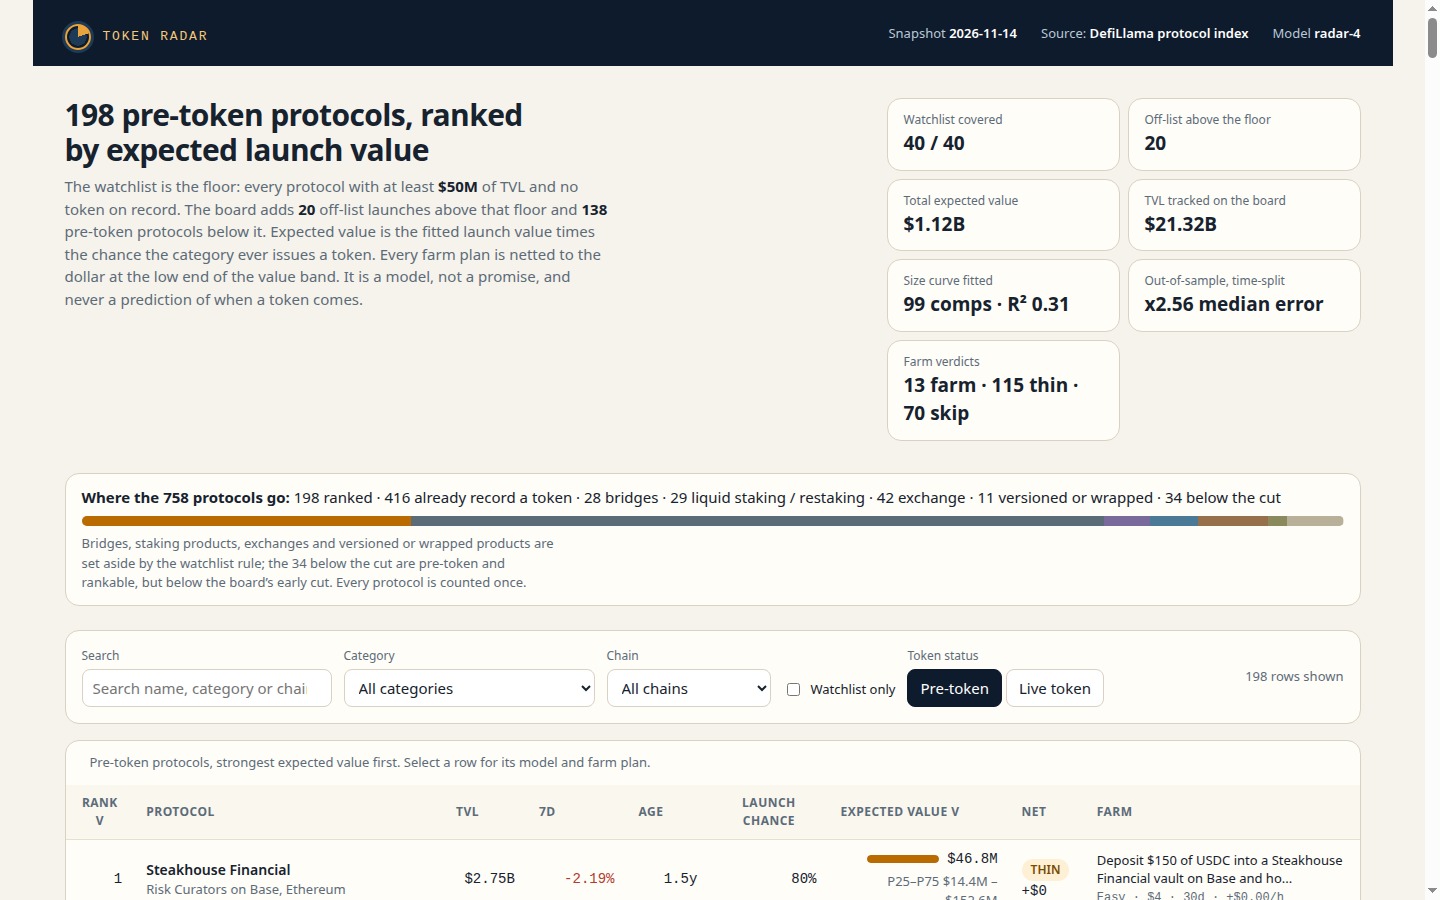 TOKEN RADAR
Snapshot 2026-11-14 Source: DefiLlama protocol index Model radar-4
198 pre-token protocols, ranked
by expected launch value
The watchlist is the floor: every protocol with at least $50M of TVL and no
token on record. The board adds 20 off-list launches above that floor and 138
pre-token protocols below it. Expected value is the fitted launch value times
the chance the category ever issues a token. Every farm plan is netted to the
dollar at the low end of the value band. It is a model, not a promise, and
never a prediction of when a token comes.
Watchlist covered
40 / 40
Off-list above the floor
20
Total expected value
$1.12B
TVL tracked on the board
$21.32B
Size curve fitted
99 comps · R² 0.31
Out-of-sample, time-split
x2.56 median error
Farm verdicts
13 farm · 115 thin ·
70 skip
Where the 758 protocols go: 198 ranked · 416 already record a token · 28 bridges · 29 liquid staking / restaking · 42 exchange · 11 versioned or wrapped · 34 below the cut
Bridges, staking products, exchanges and versioned or wrapped products are
set aside by the watchlist rule; the 34 below the cut are pre-token and
rankable, but below the board's early cut. Every protocol is counted once.
Search
Search name, category or chai
Category
All categories
Chain
All chains
Watchlist only
Token status
Pre-token Live token
198 rows shown
Pre-token protocols, strongest expected value first. Select a row for its model and farm plan.
RANK V PROTOCOL TVL 7D AGE LAUNCH CHANCE EXPECTED VALUE V NET FARM
1 Steakhouse Financial $2.75B -2.19% 1.5y 80% $46.8M THIN Deposit $150 of USDC into a Steakhouse
Risk Curators on Base, Ethereum P25–P75 $14.4M – +$0 Financial vault on Base and ho...
$152.6M Easy · $4 · 30d · +$0.00/h